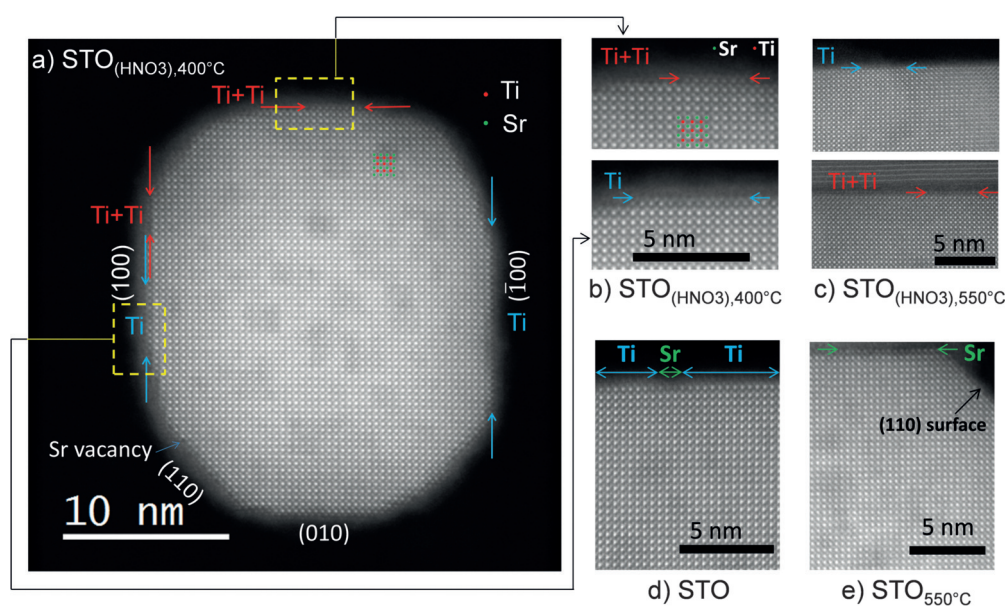 a) STO(HNO3),400°C
Ti+Ti
Ti
Sr
Ti+Ti
(100)
Ti
(1̄00)
Ti
Sr vacancy
(110)
(010)
10 nm
Ti+Ti
Sr Ti
Ti
5 nm
b) STO(HNO3),400°C
Ti
Ti+Ti
5 nm
c) STO(HNO3),550°C
Ti Sr Ti
5 nm
d) STO
Sr
(110) surface
5 nm
e) STO550°C